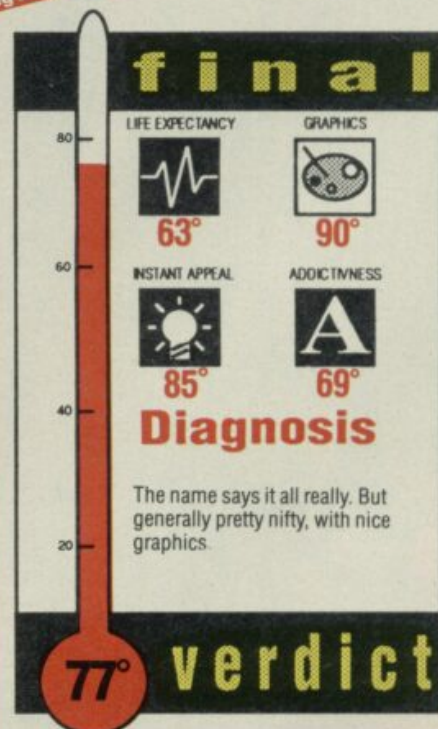 final
LIFE EXPECTANCY GRAPHICS
63° 90°
INSTANT APPEAL ADDICTIVNESS
A
85° 69°
Diagnosis
The name says it all really. But
generally pretty nifty, with nice
graphics.
80
60
40
20
77°
verdict